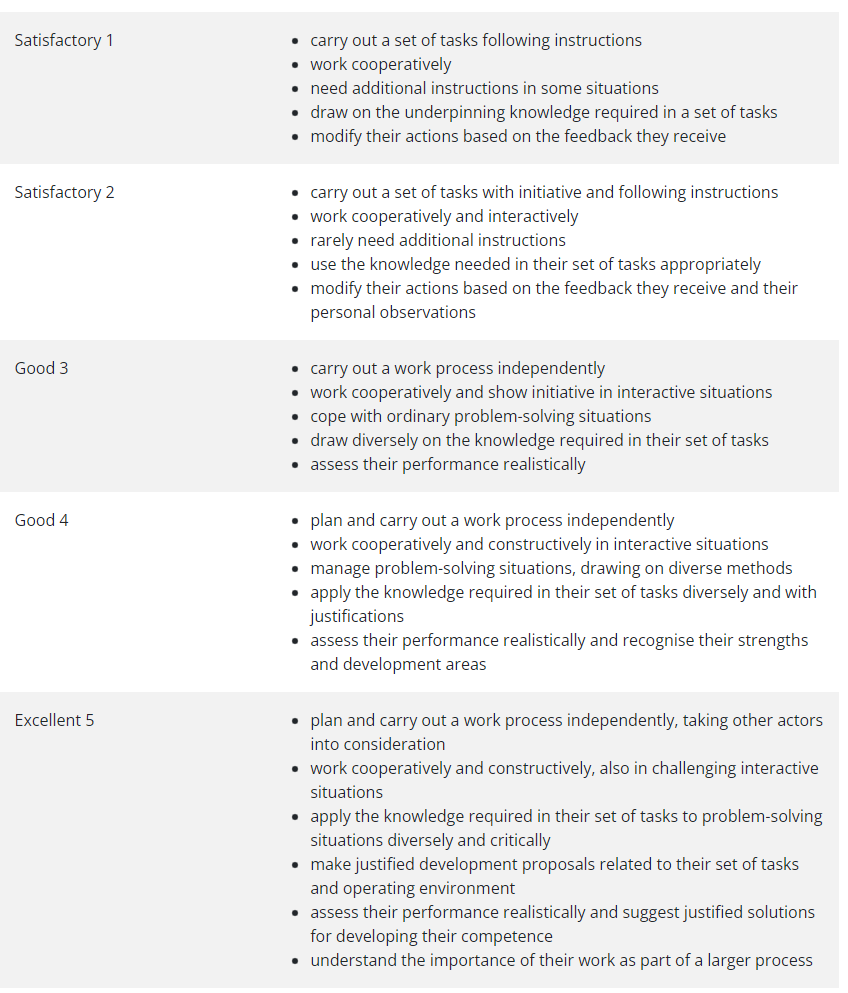 Satisfactory 1
• carry out a set of tasks following instructions
• work cooperatively
• need additional instructions in some situations
• draw on the underpinning knowledge required in a set of tasks
• modify their actions based on the feedback they receive
Satisfactory 2
• carry out a set of tasks with initiative and following instructions
• work cooperatively and interactively
• rarely need additional instructions
• use the knowledge needed in their set of tasks appropriately
• modify their actions based on the feedback they receive and their
personal observations
Good 3
• carry out a work process independently
• work cooperatively and show initiative in interactive situations
• cope with ordinary problem-solving situations
• draw diversely on the knowledge required in their set of tasks
• assess their performance realistically
Good 4
• plan and carry out a work process independently
• work cooperatively and constructively in interactive situations
• manage problem-solving situations, drawing on diverse methods
• apply the knowledge required in their set of tasks diversely and with
justifications
• assess their performance realistically and recognise their strengths
and development areas
Excellent 5
• plan and carry out a work process independently, taking other actors
into consideration
• work cooperatively and constructively, also in challenging interactive
situations
• apply the knowledge required in their set of tasks to problem-solving
situations diversely and critically
• make justified development proposals related to their set of tasks
and operating environment
• assess their performance realistically and suggest justified solutions
for developing their competence
• understand the importance of their work as part of a larger process